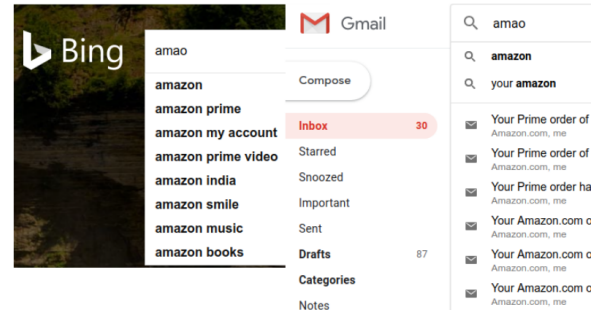 Bing
amao
amazon
amazon prime
amazon my account
amazon prime video
amazon india
amazon smile
amazon music
amazon books
Gmail
Compose
Inbox 30
Starred
Snoozed
Important
Sent
Drafts 87
Categories
Notes
amao
amazon
your amazon
Your Prime order of
Amazon.com, me
Your Prime order of
Amazon.com, me
Your Prime order ha
Amazon.com, me
Your Amazon.com o
Amazon.com, me
Your Amazon.com o
Amazon.com, me
Your Amazon.com o
Amazon.com, me